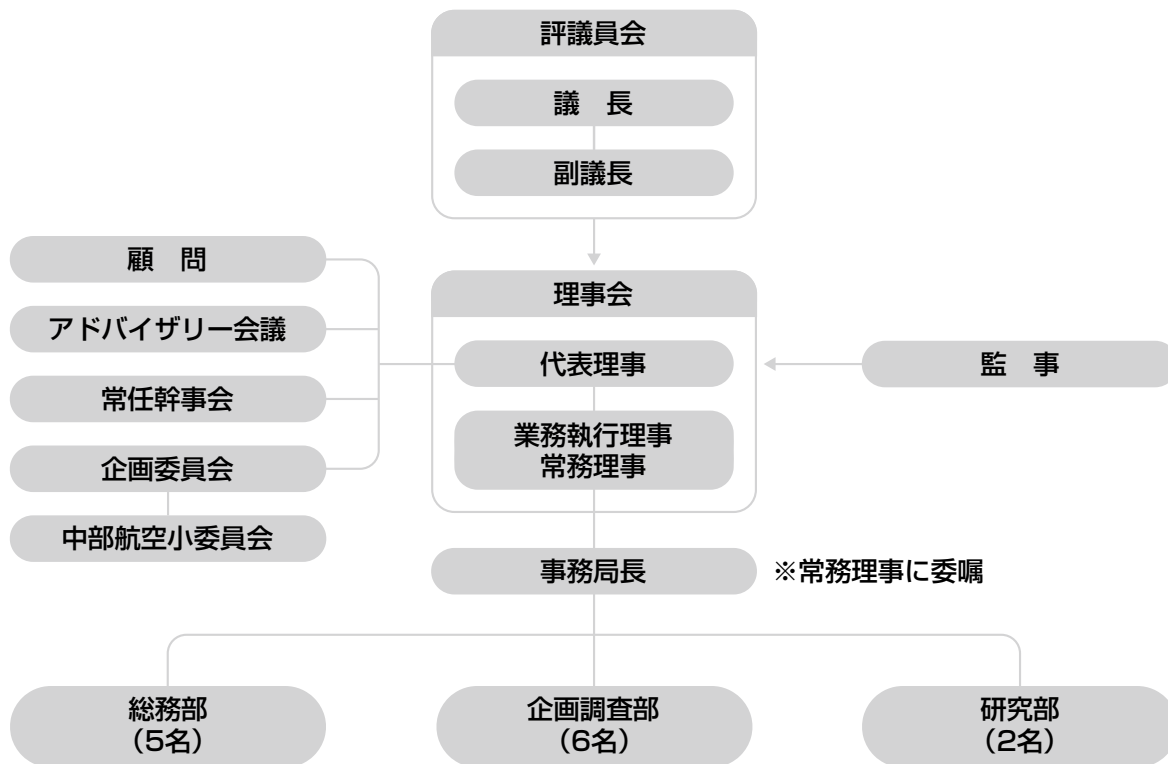 評議員会
議　長
副議長
顧　問
アドバイザリー会議
常任幹事会
企画委員会
中部航空小委員会
理事会
代表理事
業務執行理事
常務理事
監　事
事務局長
※常務理事に委嘱
総務部
（5名）
企画調査部
（6名）
研究部
（2名）